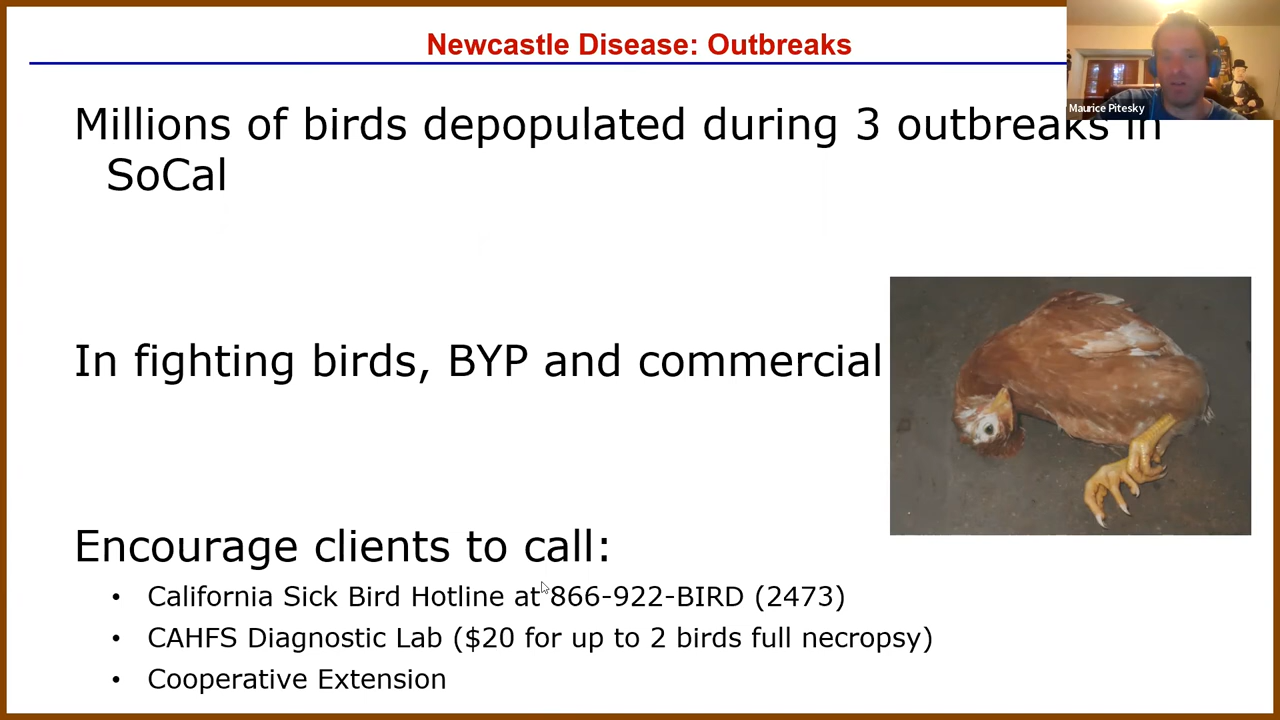 Newcastle Disease: Outbreaks
Maurice Pitesky
Millions of birds depopulated during 3 outbreaks in
SoCal
In fighting birds, BYP and commercial
Encourage clients to call:
• California Sick Bird Hotline at 866-922-BIRD (2473)
• CAHFS Diagnostic Lab ($20 for up to 2 birds full necropsy)
• Cooperative Extension